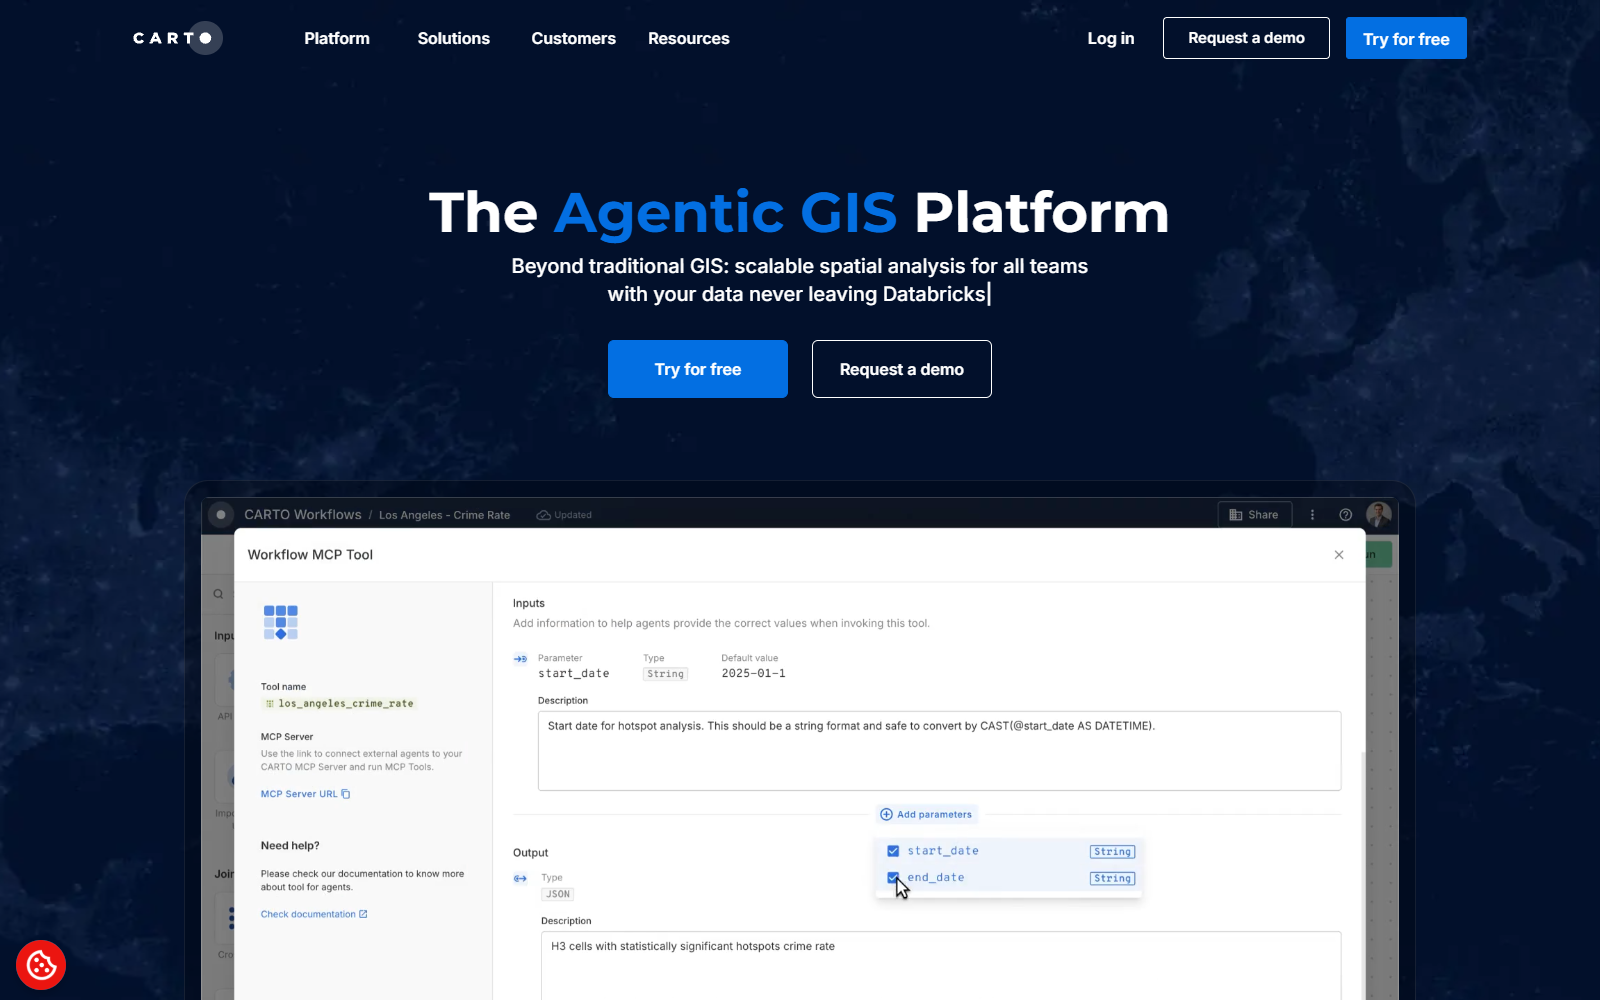 CARTO
Platform
Solutions
Customers
Resources
Log in
Request a demo
Try for free
The Agentic GIS Platform
Beyond traditional GIS: scalable spatial analysis for all teams
with your data never leaving Databricks|
Try for free
Request a demo
CARTO Workflows / Los Angeles - Crime Rate
Updated
Share
Workflow MCP Tool
Tool name
los_angeles_crime_rate
MCP Server
Use the link to connect external agents to your
CARTO MCP Server and run MCP Tools.
MCP Server URL
Need help?
Please check our documentation to know more
about tool for agents.
Check documentation
Inputs
Add information to help agents provide the correct values when invoking this tool.
Parameter
Type
Default value
start_date
String
2025-01-1
Description
Start date for hotspot analysis. This should be a string format and safe to convert by CAST(@start_date AS DATETIME).
Add parameters
start_date
String
end_date
String
Output
Type
JSON
Description
H3 cells with statistically significant hotspots crime rate
API